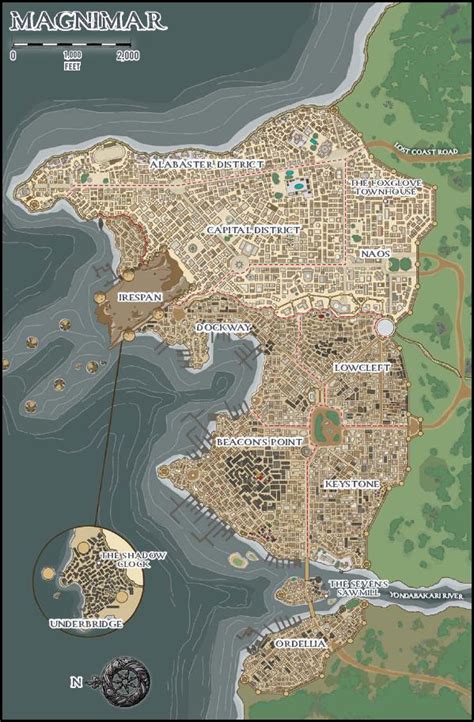 MAGNIMAR
0 1,000 2,000
FEET
LOST COAST ROAD
ALABASTER DISTRICT
THE FOXGLOVE
TOWNHOUSE
CAPITAL DISTRICT
NAOS
IRESPAN
DOCKWAY
LOWCLEFT
BEACON'S POINT
KEYSTONE
THE SHADOW
CLOCK
UNDERBRIDGE
THE SEVEN'S
SAWMILL
YONDABAKARI RIVER
ORDELLIA
N